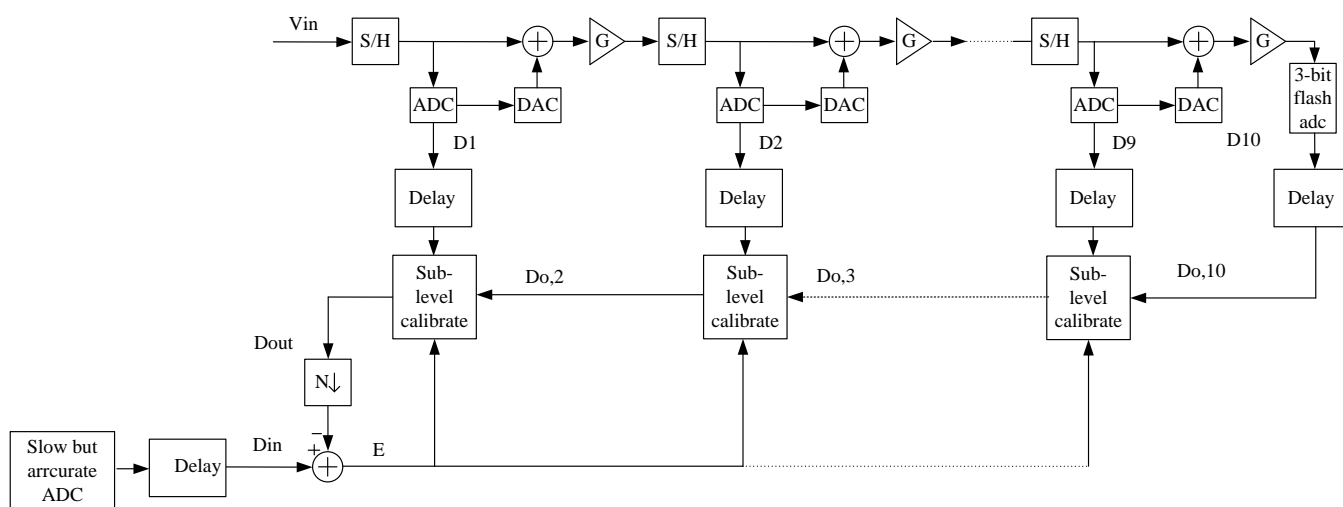 Vin
S/H
G
S/H
G
S/H
G
ADC
DAC
ADC
DAC
ADC
DAC
3-bit
flash
adc
D1
D2
D9
D10
Delay
Delay
Delay
Delay
Sub-
level
calibrate
Do,2
Sub-
level
calibrate
Do,3
Sub-
level
calibrate
Do,10
Dout
N↓
−
+
Slow but
arrcurate
ADC
Delay
Din
E